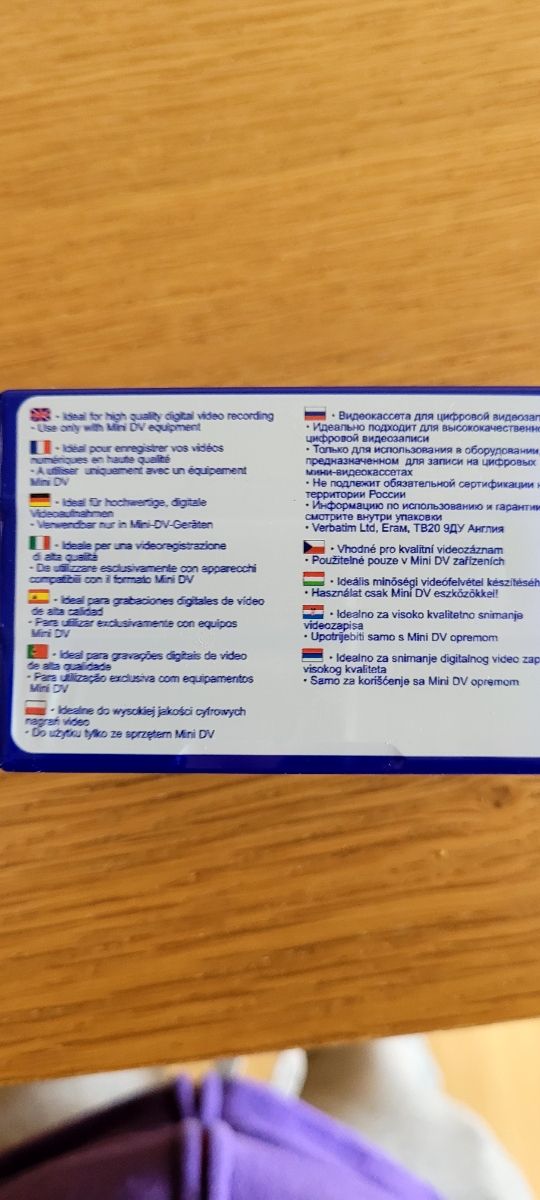 · Ideal for high quality digital video recording
· Use only with Mini DV equipment
· Idéal pour enregistrer vos vidéos
numériques en haute qualité
· A utiliser uniquement avec un équipement
Mini DV
· Ideal für hochwertige, digitale
Videoaufnahmen
· Verwendbar nur in Mini-DV-Geräten
· Ideale per una videoregistrazione
di alta qualità
· Da utilizzare esclusivamente con apparecchi
compatibili con il formato Mini DV
· Ideal para grabaciones digitales de vídeo
de alta calidad
· Para utilizar exclusivamente con equipos
Mini DV
· Ideal para gravações digitais de video
de alta qualidade
· Para utilização exclusiva com equipamentos
Mini DV
· Idealne do wysokiej jakości cyfrowych
nagrań video
· Do użytku tylko ze sprzętem Mini DV
· Видеокассета для цифровой
· Идеально подходит для
цифровой видеозаписи
· Только для использования в
предназначенном для записи на цифровых
мини-видеокассетах
· Не подлежит обязательной сертификации
территории России
· Информацию по использованию и
смотрите внутри упаковки
· Verbatim Ltd, Егам, ТВ20 9ДУ Англия
· Vhodné pro kvalitní videozáznam
· Použitelné pouze v Mini DV zařízeních
· Ideális minőségi videófelvétel
· Használat csak Mini DV eszközökkel!
· Idealno za visoko kvalitetno snimanje
videozapisa
· Upotrijebiti samo s Mini DV opremom
· Idealno za snimanje digitalnog video
visokog kvaliteta
· Samo za korišćenje sa Mini DV opremom